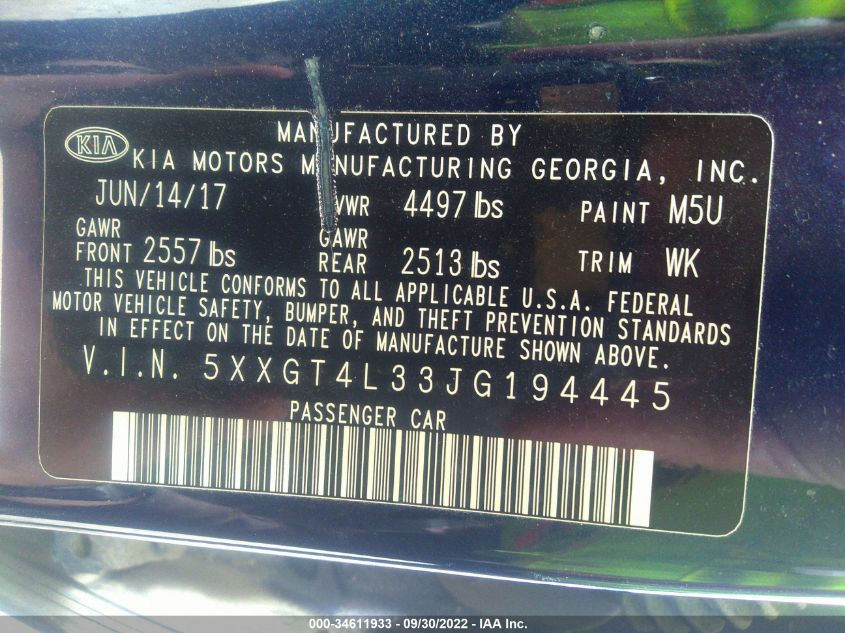 MANUFACTURED BY
KIA KIA MOTORS MANUFACTURING GEORGIA, INC.
JUN/14/17 GVWR 4497 lbs PAINT M5U
GAWR FRONT 2557 lbs GAWR REAR 2513 lbs TRIM WK
THIS VEHICLE CONFORMS TO ALL APPLICABLE U.S.A. FEDERAL
MOTOR VEHICLE SAFETY, BUMPER, AND THEFT PREVENTION STANDARDS
IN EFFECT ON THE DATE OF MANUFACTURE SHOWN ABOVE.
V.I.N. 5XXGT4L33JG194445
PASSENGER CAR
000-34611933 - 09/30/2022 - IAA Inc.